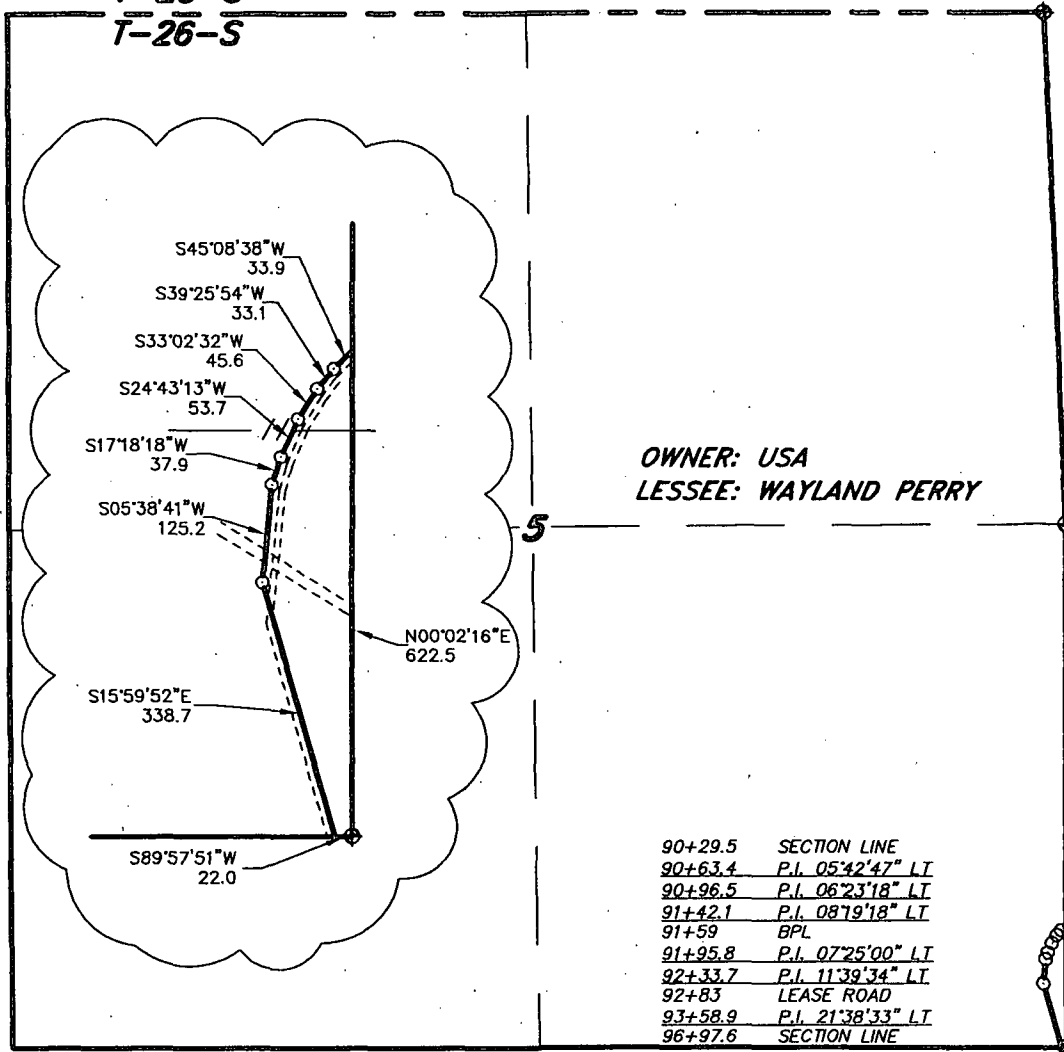 T-26-S
S45°08'38"W
33.9
S39°25'54"W
33.1
S33°02'32"W
45.6
S24°43'13"W
53.7
S17°18'18"W
37.9
S05°38'41"W
125.2
N00°02'16"E
622.5
S15°59'52"E
338.7
S89°57'51"W
22.0
OWNER: USA
LESSEE: WAYLAND PERRY
5
90+29.5 SECTION LINE
90+63.4 P.I. 05°42'47" LT
90+96.5 P.I. 06°23'18" LT
91+42.1 P.I. 08°19'18" LT
91+59 BPL
91+95.8 P.I. 07°25'00" LT
92+33.7 P.I. 11°39'34" LT
92+83 LEASE ROAD
93+58.9 P.I. 21°38'33" LT
96+97.6 SECTION LINE